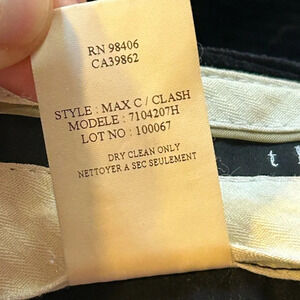 RN 98406
CA39862
STYLE : MAX C / CLASH
MODELE : 7104207H
LOT NO : 100067
DRY CLEAN ONLY
NETTOYER A SEC SEULEMENT
t